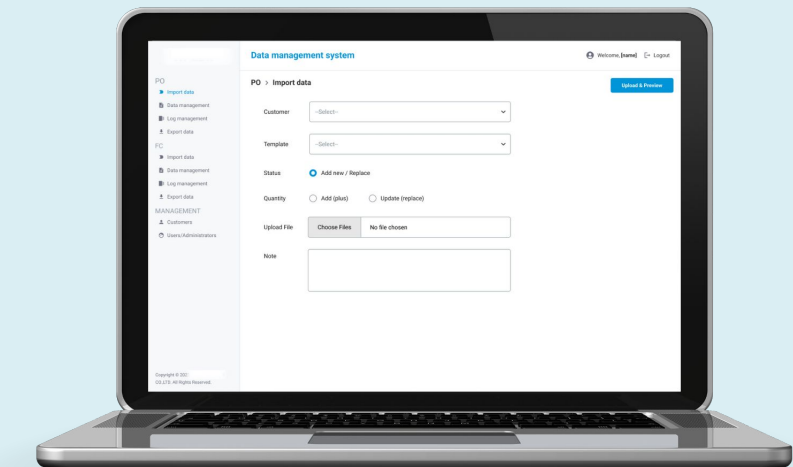 Data management system
Welcome, [name]
Logout
PO
Import data
Data management
Log management
Export data
FC
Import data
Data management
Log management
Export data
MANAGEMENT
Customers
Users/Administrators
PO > Import data
Upload & Preview
Customer
--Select--
Template
--Select--
Status
Add new / Replace
Quantity
Add (plus)
Update (replace)
Upload File
Choose Files
No file chosen
Note
Copyright ©
CO.,LTD. All Rights Reserved.